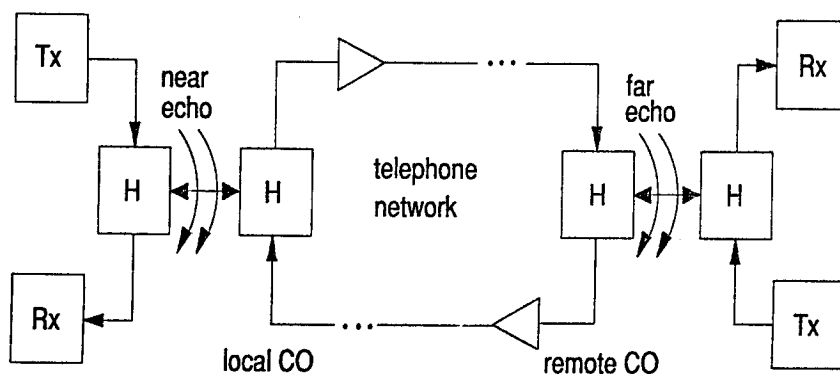 Tx
Rx
near
echo
...
far
echo
H
H
telephone
network
H
H
Rx
...
Tx
local CO
remote CO